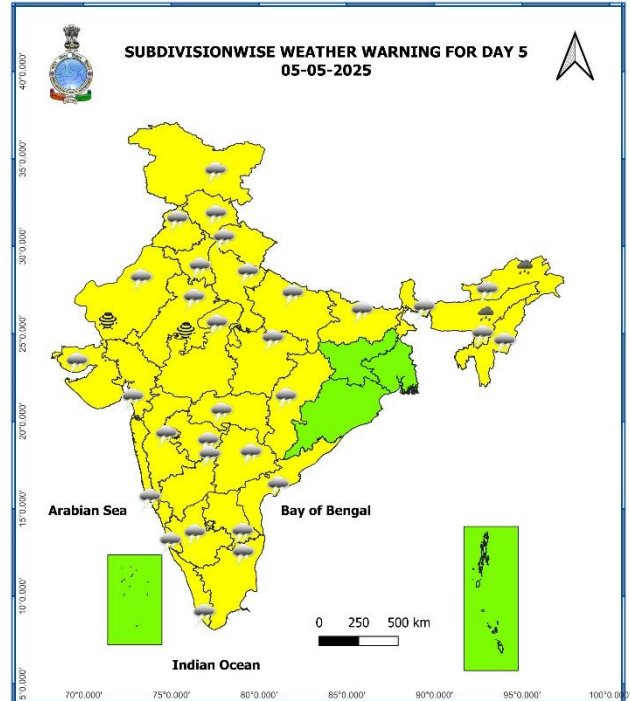 SUBDIVISIONWISE WEATHER WARNING FOR DAY 5
05-05-2025
40°0.000'
35°0.000'
30°0.000'
25°0.000'
20°0.000'
15°0.000'
10°0.000'
5°0.000'
Arabian Sea
Bay of Bengal
0 250 500 km
Indian Ocean
70°0.000' 75°0.000' 80°0.000' 85°0.000' 90°0.000' 95°0.000' 100°0.000'